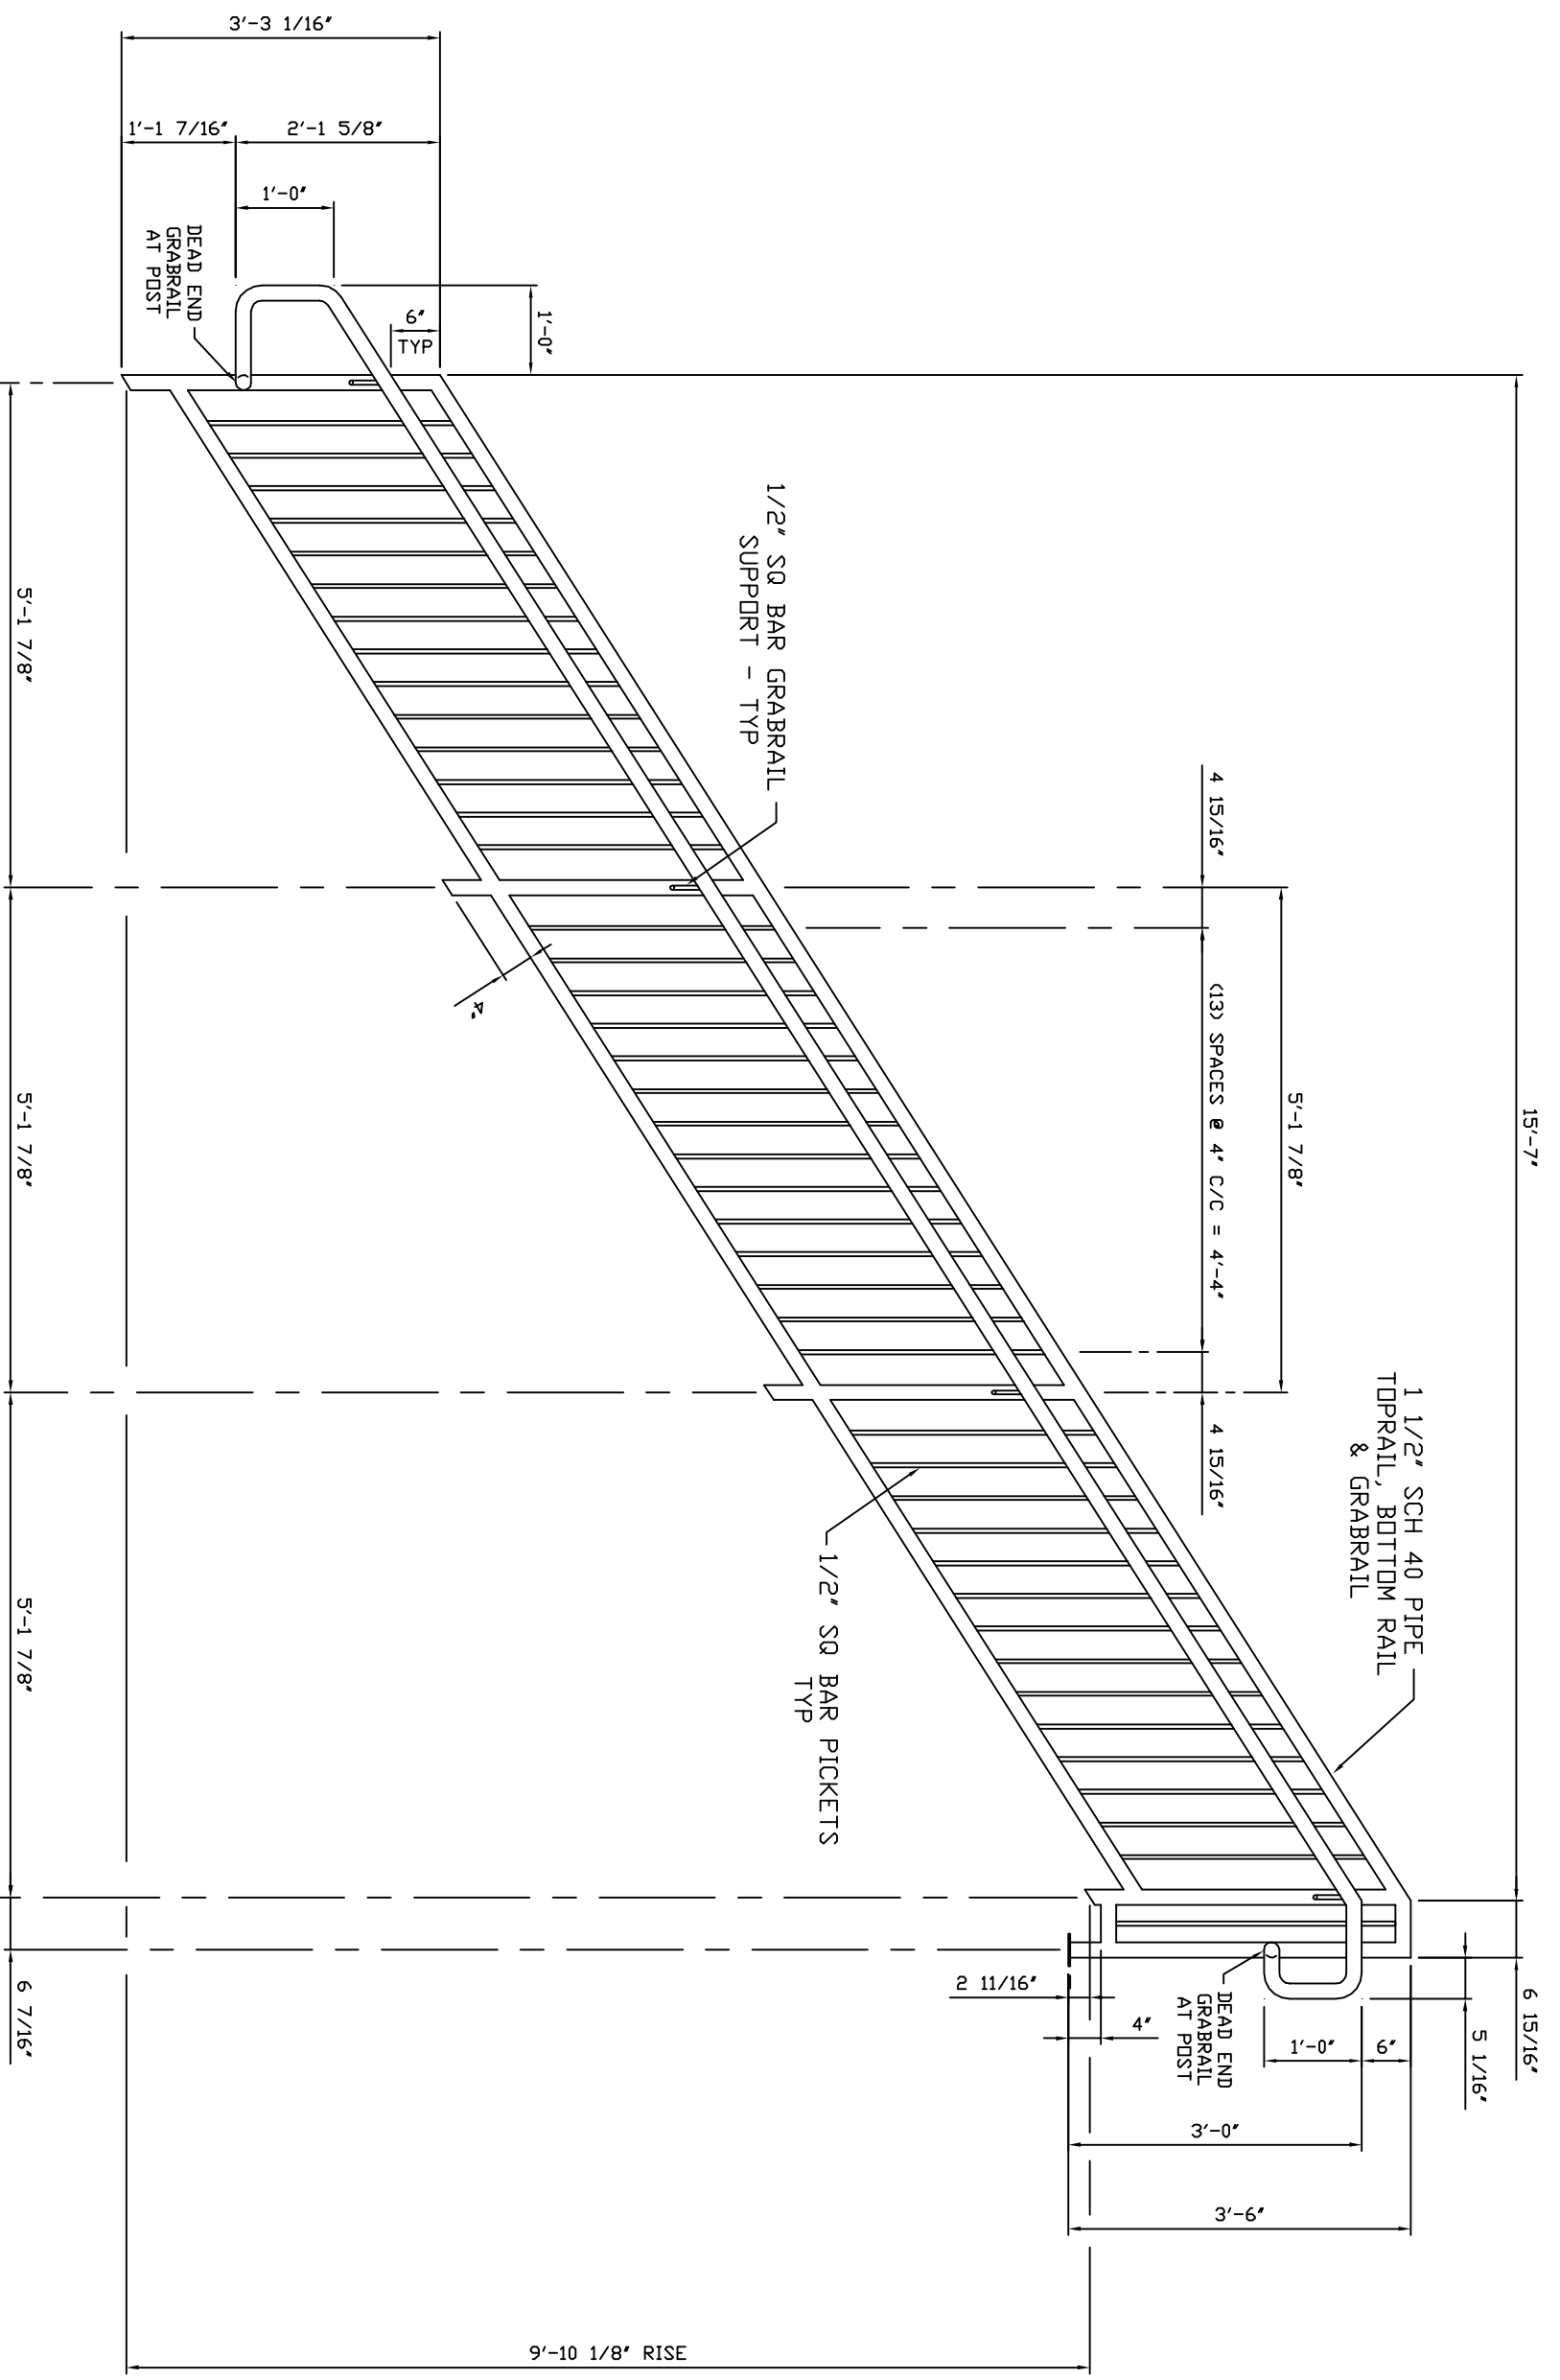 3'-3 1/16"
1'-1 7/16"
2'-1 5/8"
1'-0"
DEAD END
GRABRAIL
AT POST
6"
TYP
1'-0"
15'-7"
1/2" SQ BAR GRABRAIL
SUPPORT - TYP
4 15/16"
(13) SPACES @ 4" C/C = 4'-4"
4 15/16"
5'-1 7/8"
4"
5'-1 7/8"
5'-1 7/8"
5'-1 7/8"
6 7/16"
1 1/2" SCH 40 PIPE
TOPRAIL, BOTTOM RAIL
& GRABRAIL
1/2" SQ BAR PICKETS
TYP
6 15/16"
5 1/16"
2 11/16"
4"
DEAD END
GRABRAIL
AT POST
1'-0"
6"
3'-0"
3'-6"
9'-10 1/8" RISE